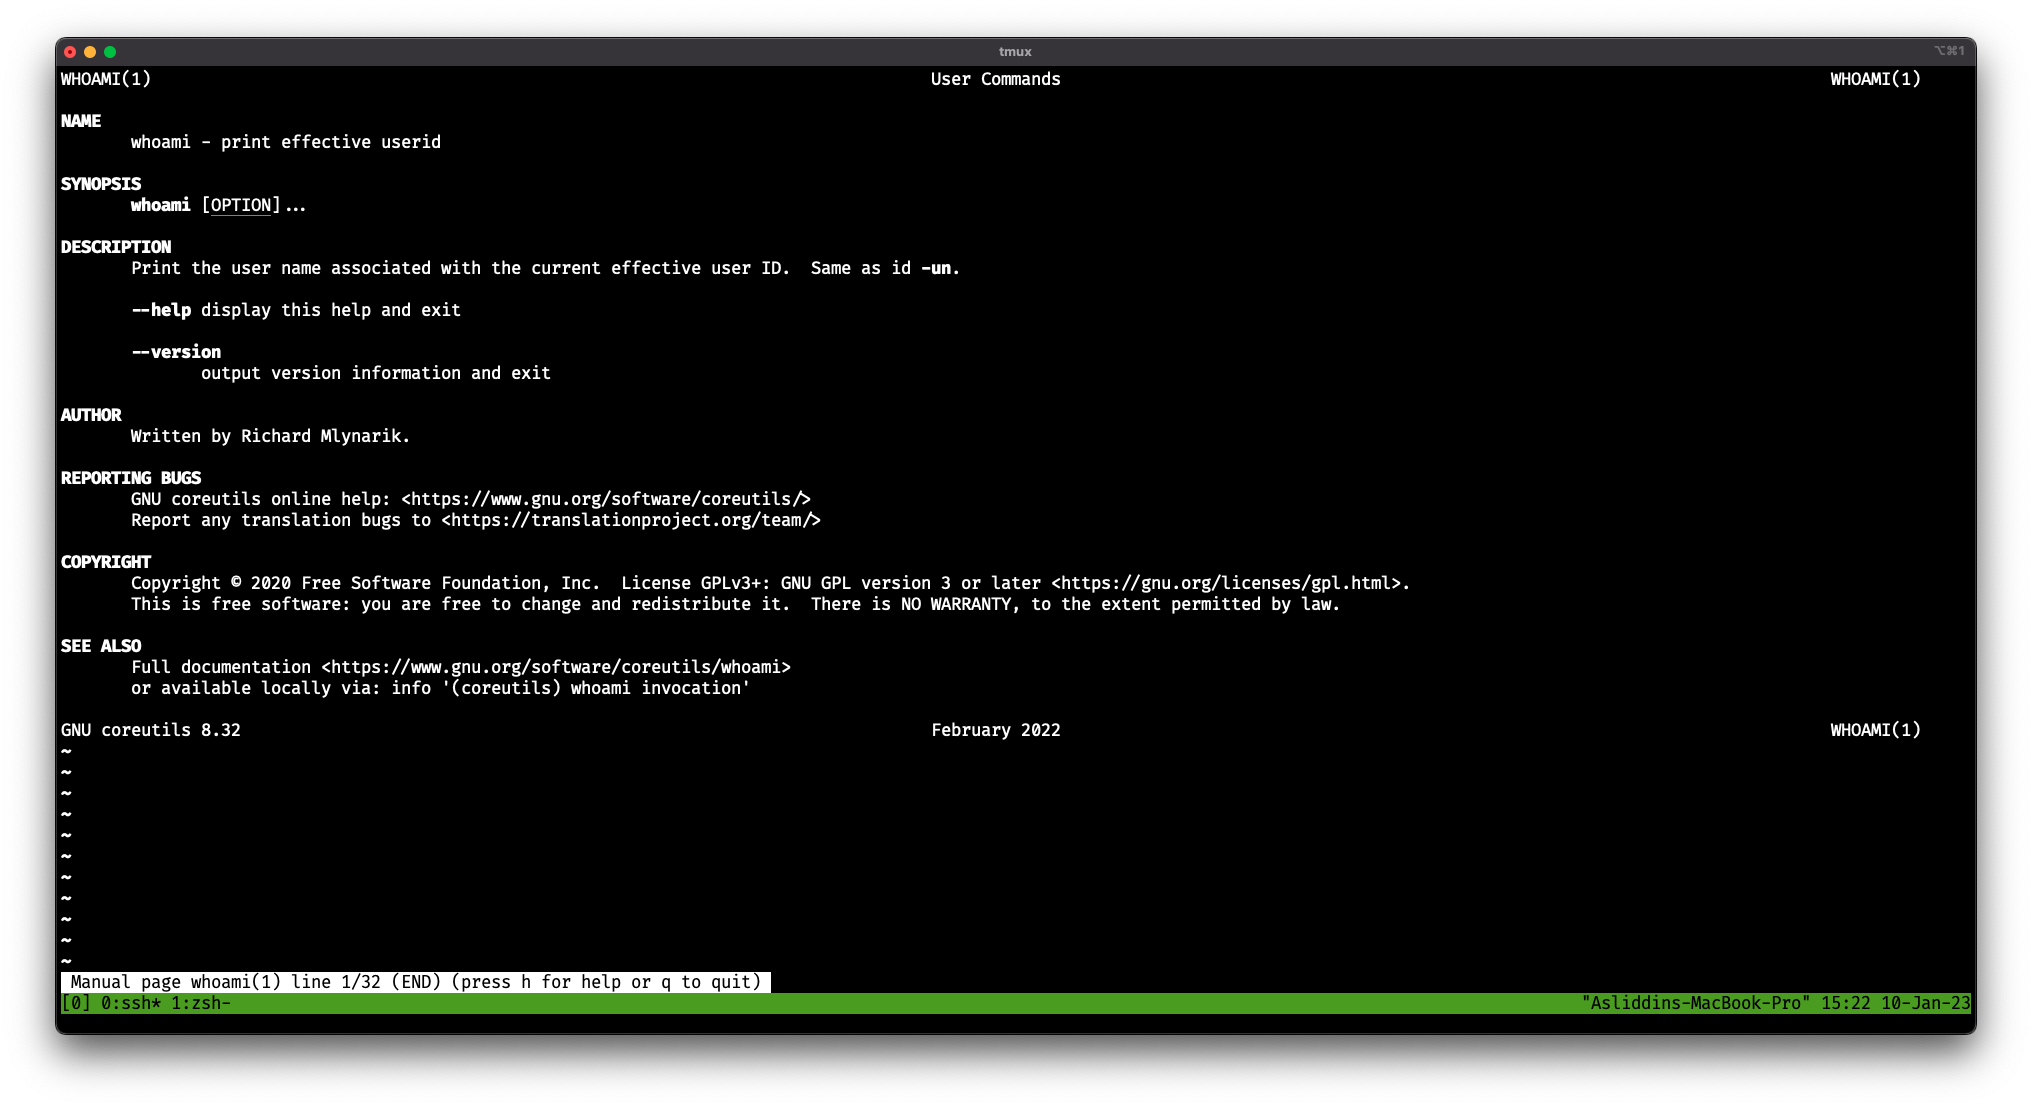 tmux ⌥⌘1
WHOAMI(1) User Commands WHOAMI(1)
NAME
whoami - print effective userid
SYNOPSIS
whoami [OPTION]...
DESCRIPTION
Print the user name associated with the current effective user ID.  Same as id -un.
--help display this help and exit
--version
output version information and exit
AUTHOR
Written by Richard Mlynarik.
REPORTING BUGS
GNU coreutils online help: <https://www.gnu.org/software/coreutils/>
Report any translation bugs to <https://translationproject.org/team/>
COPYRIGHT
Copyright © 2020 Free Software Foundation, Inc.  License GPLv3+: GNU GPL version 3 or later <https://gnu.org/licenses/gpl.html>.
This is free software: you are free to change and redistribute it.  There is NO WARRANTY, to the extent permitted by law.
SEE ALSO
Full documentation <https://www.gnu.org/software/coreutils/whoami>
or available locally via: info '(coreutils) whoami invocation'
GNU coreutils 8.32 February 2022 WHOAMI(1)
~
~
~
~
~
~
~
~
~
~
~
Manual page whoami(1) line 1/32 (END) (press h for help or q to quit)
[0] 0:ssh* 1:zsh- "Asliddins-MacBook-Pro" 15:22 10-Jan-23